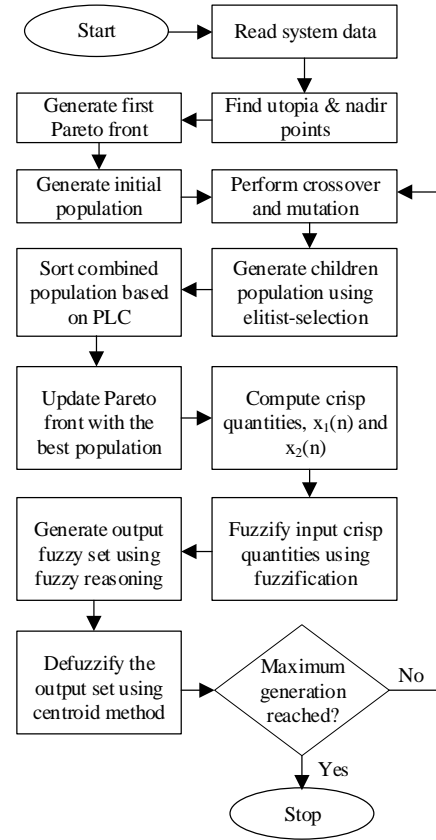 Start
Read system data
Find utopia & nadir
points
Generate first
Pareto front
Generate initial
population
Perform crossover
and mutation
Generate children
population using
elitist-selection
Sort combined
population based
on PLC
Update Pareto
front with the
best population
Compute crisp
quantities, x₁(n) and
x₂(n)
Fuzzify input crisp
quantities using
fuzzification
Generate output
fuzzy set using
fuzzy reasoning
Defuzzify the
output set using
centroid method
Maximum
generation
reached?
No
Yes
Stop